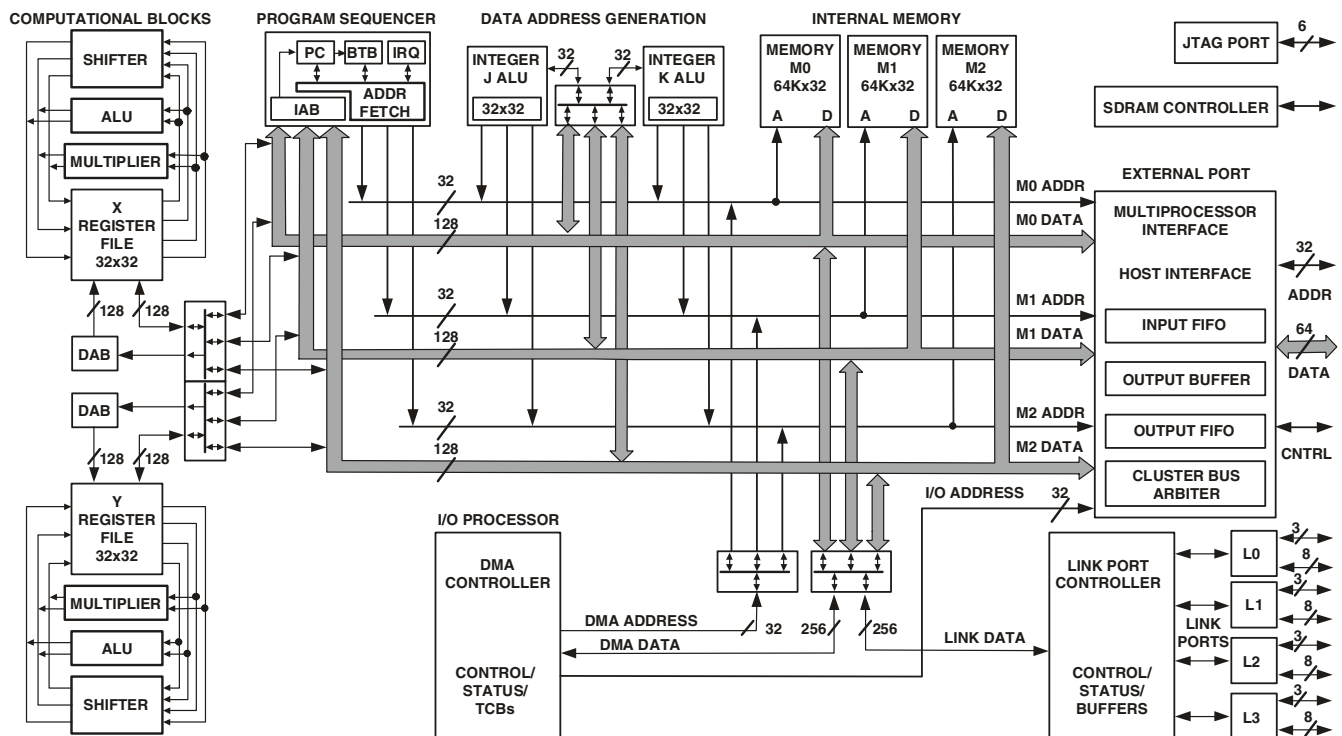 COMPUTATIONAL BLOCKS
PROGRAM SEQUENCER
DATA ADDRESS GENERATION
INTERNAL MEMORY
SHIFTER
ALU
MULTIPLIER
X
REGISTER
FILE
32x32
128
128
DAB
DAB
128
128
Y
REGISTER
FILE
32x32
MULTIPLIER
ALU
SHIFTER
PC
BTB
IRQ
ADDR
FETCH
IAB
INTEGER
J ALU
32x32
32
32
INTEGER
K ALU
32x32
MEMORY
M0
64Kx32
A
D
MEMORY
M1
64Kx32
A
D
MEMORY
M2
64Kx32
A
D
JTAG PORT
6
SDRAM CONTROLLER
32
128
M0 ADDR
M0 DATA
32
128
M1 ADDR
M1 DATA
32
128
M2 ADDR
M2 DATA
I/O ADDRESS
32
EXTERNAL PORT
MULTIPROCESSOR
INTERFACE
HOST INTERFACE
INPUT FIFO
OUTPUT BUFFER
OUTPUT FIFO
CLUSTER BUS
ARBITER
32
ADDR
64
DATA
CNTRL
I/O PROCESSOR
DMA
CONTROLLER
CONTROL/
STATUS/
TCBs
DMA ADDRESS
32
DMA DATA
256
256
LINK DATA
LINK PORT
CONTROLLER
CONTROL/
STATUS/
BUFFERS
LINK
PORTS
L0
3
8
L1
3
8
L2
3
8
L3
3
8